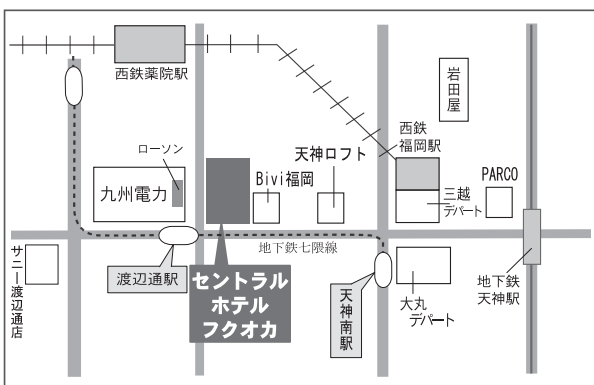 西鉄薬院駅
岩田屋
西鉄
福岡駅
天神ロフト
Bivi福岡
ローソン
九州電力
PARCO
三越
デパート
地下鉄七隈線
サニー渡辺通店
渡辺通駅
セントラル
ホテル
フクオカ
天神南駅
大丸
デパート
地下鉄
天神駅